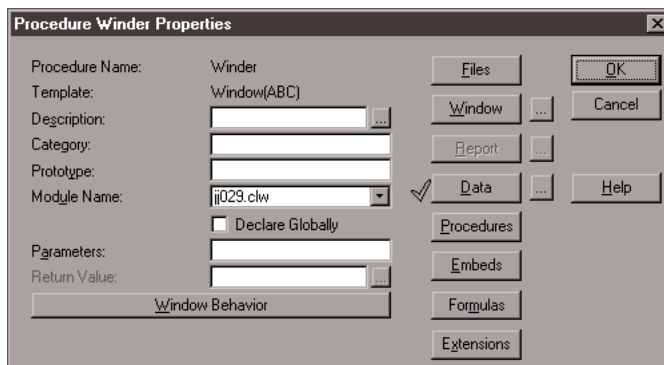 Procedure Winder Properties
Procedure Name: Winder
Template: Window(ABC)
Description: ...
Category:
Prototype:
Module Name: jj029.clw
Declare Globally
Parameters:
Return Value: ...
Window Behavior
Files
Window ...
Report ...
Data ...
Procedures
Embeds
Formulas
Extensions
OK
Cancel
Help